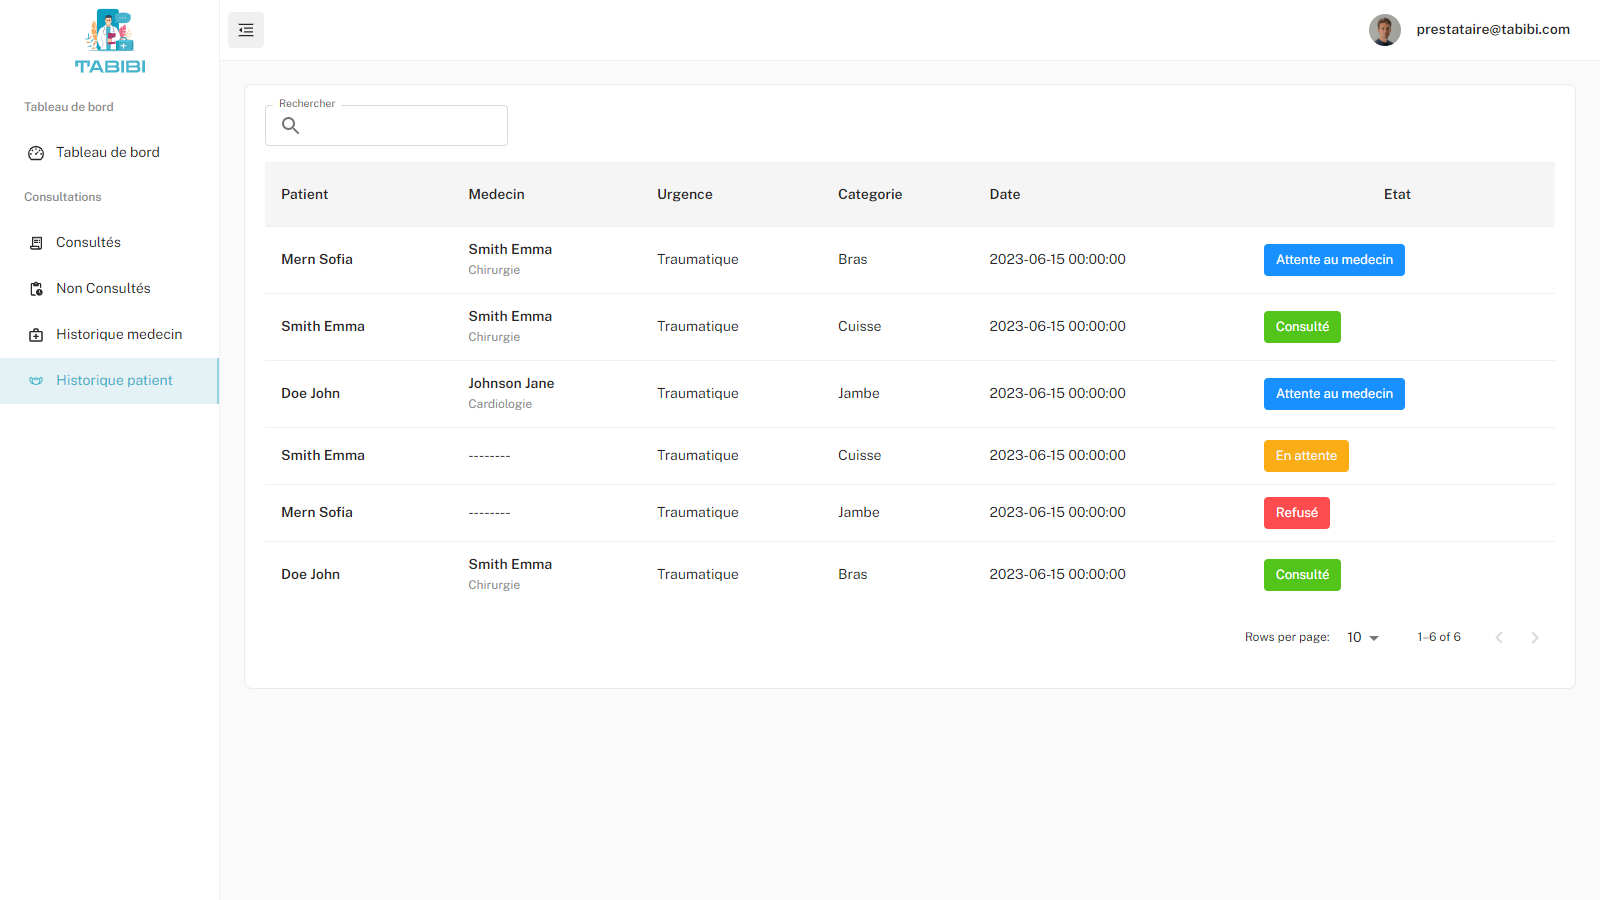 TABIBI
prestataire@tabibi.com
Tableau de bord
Tableau de bord
Consultations
Consultés
Non Consultés
Historique medecin
Historique patient
Rechercher
Patient Medecin Urgence Categorie Date Etat
Mern Sofia Smith Emma Traumatique Bras 2023-06-15 00:00:00 Attente au medecin
Chirurgie
Smith Emma Smith Emma Traumatique Cuisse 2023-06-15 00:00:00 Consulté
Chirurgie
Doe John Johnson Jane Traumatique Jambe 2023-06-15 00:00:00 Attente au medecin
Cardiologie
Smith Emma -------- Traumatique Cuisse 2023-06-15 00:00:00 En attente
Mern Sofia -------- Traumatique Jambe 2023-06-15 00:00:00 Refusé
Doe John Smith Emma Traumatique Bras 2023-06-15 00:00:00 Consulté
Chirurgie
Rows per page: 10 1–6 of 6